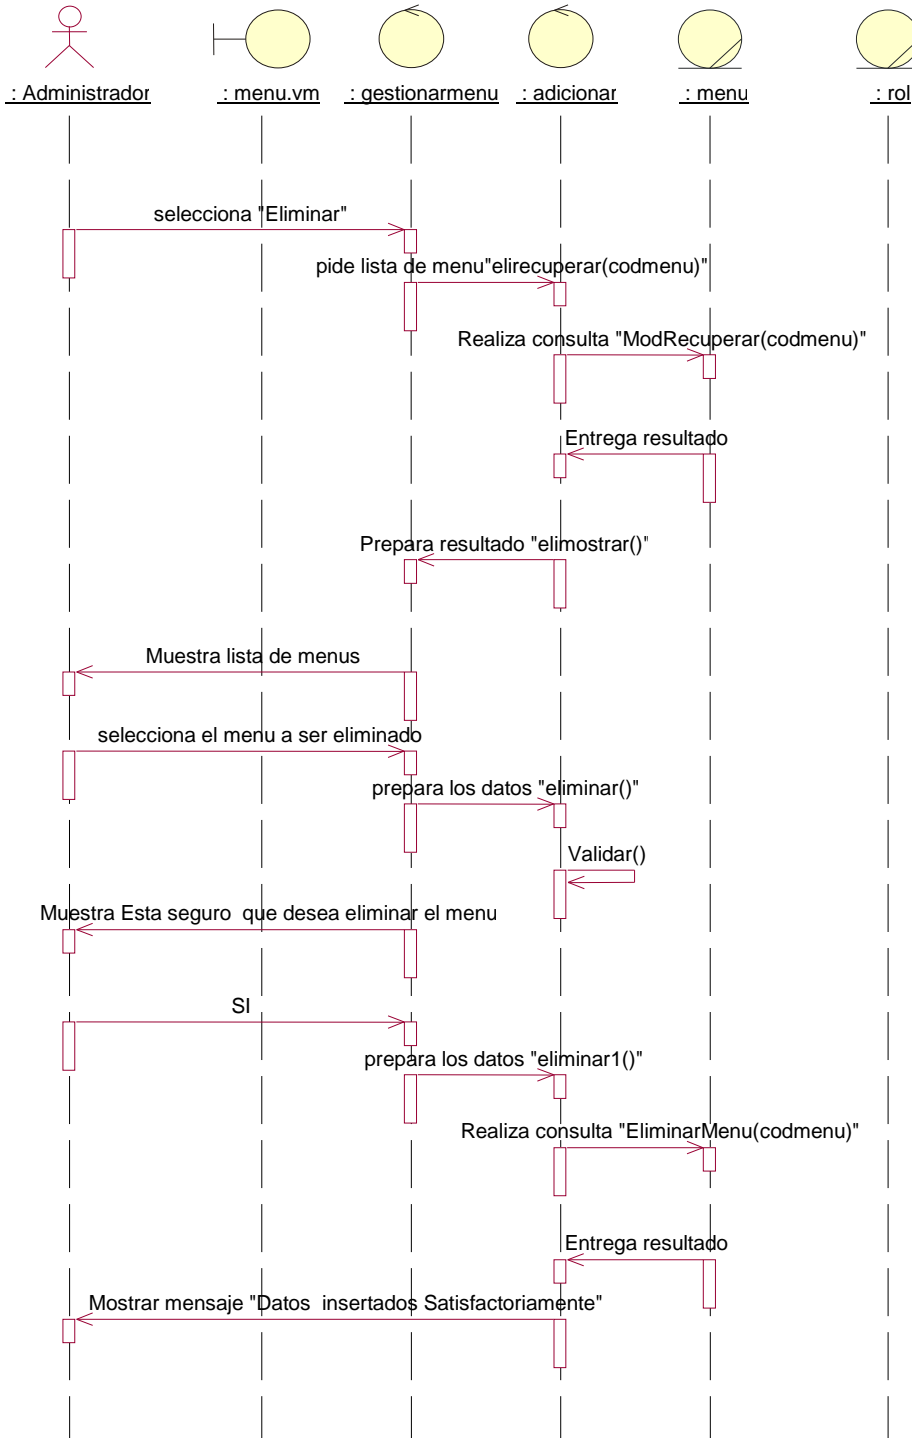 : Administrador
: menu.vm
: gestionarmenu
: adicionar
: menu
: rol
selecciona "Eliminar"
pide lista de menu"elirecuperar(codmenu)"
Realiza consulta "ModRecuperar(codmenu)"
Entrega resultado
Prepara resultado "elimostrar()"
Muestra lista de menus
selecciona el menu a ser eliminado
prepara los datos "eliminar()"
Validar()
Muestra Esta seguro  que desea eliminar el menu
SI
prepara los datos "eliminar1()"
Realiza consulta "EliminarMenu(codmenu)"
Entrega resultado
Mostrar mensaje "Datos  insertados Satisfactoriamente"